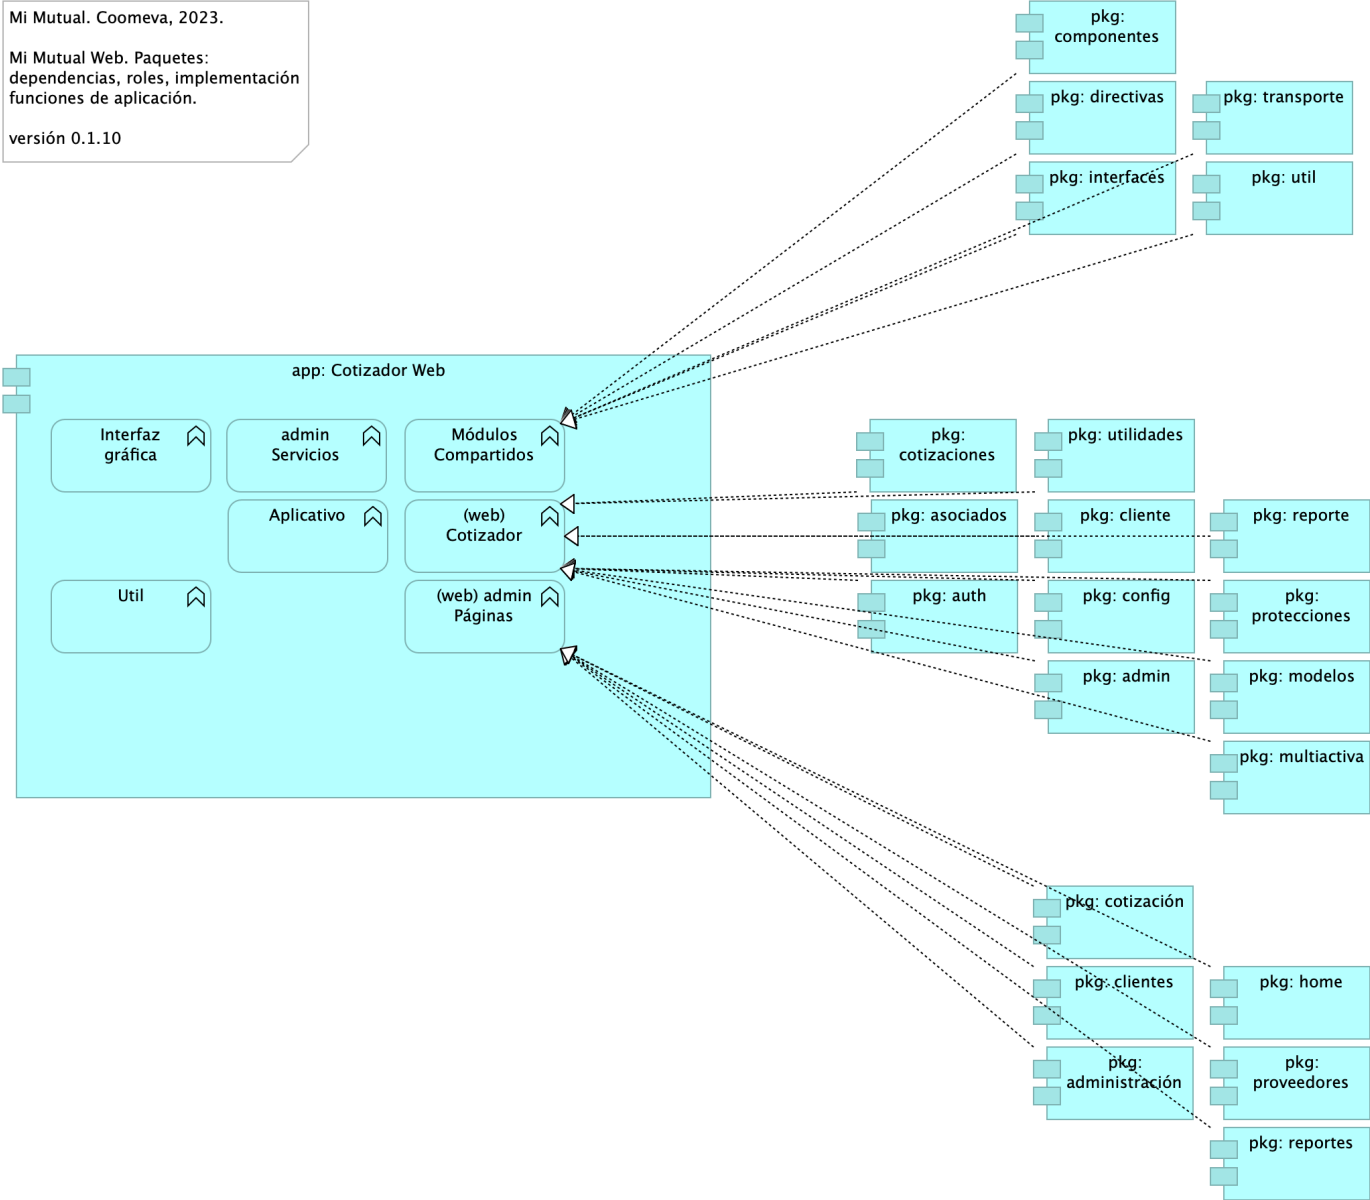 Mi Mutual. Coomeva, 2023.
Mi Mutual Web. Paquetes:
dependencias, roles, implementación
funciones de aplicación.
versión 0.1.10
pkg:
componentes
pkg: directivas
pkg: transporte
pkg: interfaces
pkg: util
app: Cotizador Web
Interfaz
gráfica
admin
Servicios
Módulos
Compartidos
Aplicativo
(web)
Cotizador
Util
(web) admin
Páginas
pkg:
cotizaciones
pkg: utilidades
pkg: asociados
pkg: cliente
pkg: reporte
pkg: auth
pkg: config
pkg:
protecciones
pkg: admin
pkg: modelos
pkg: multiactiva
pkg: cotización
pkg: clientes
pkg: home
pkg:
administración
pkg:
proveedores
pkg: reportes